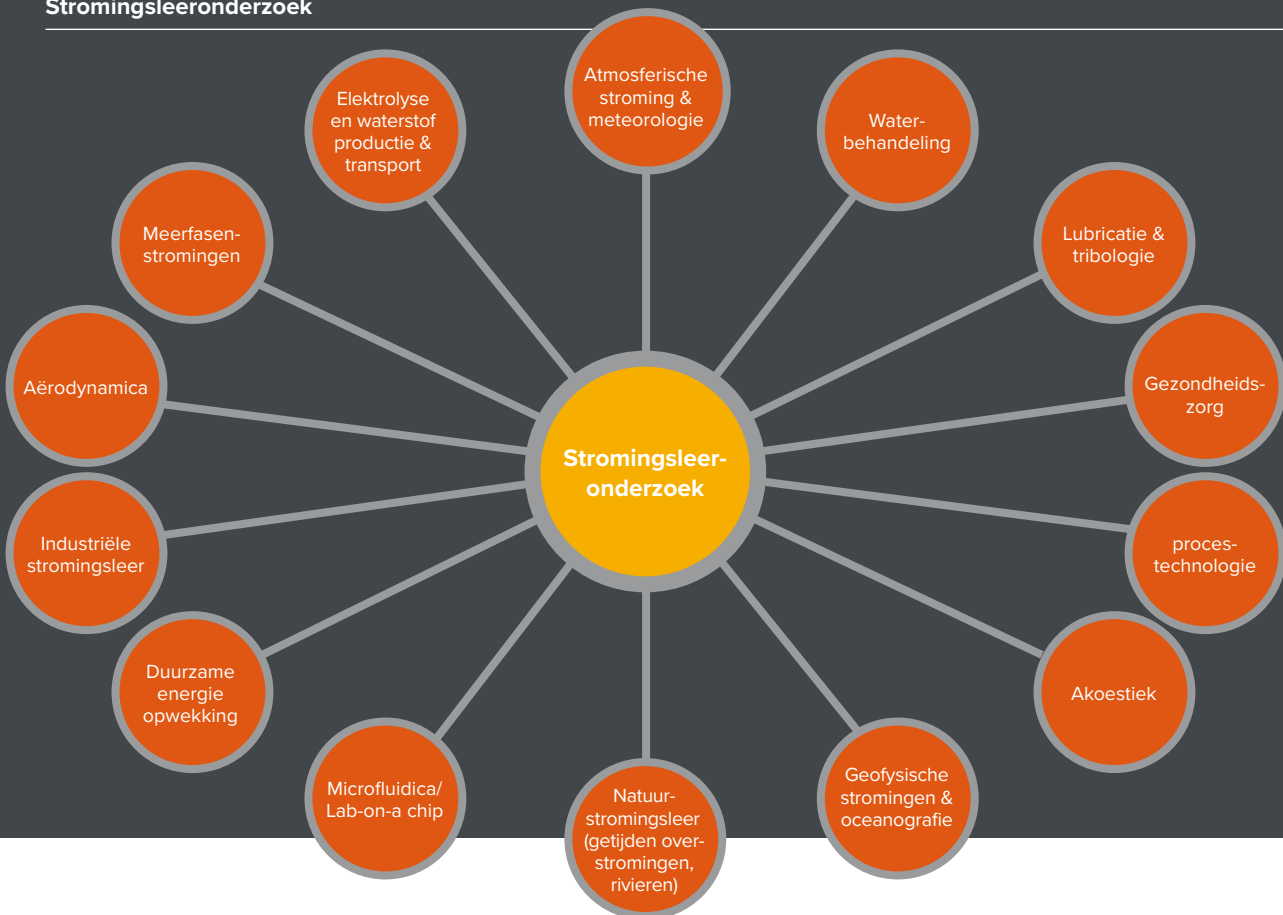 Stromingsleeronderzoek
Atmosferische
stroming &
meteorologie
Elektrolyse
en waterstof
productie &
transport
Water-
behandeling
Meerfasen-
stromingen
Lubricatie &
tribologie
Aërodynamica
Gezondheids-
zorg
Stromingsleer-
onderzoek
Industriële
stromingsleer
proces-
technologie
Duurzame
energie
opwekking
Akoestiek
Microfluidica/
Lab-on-a chip
Natuur-
stromingsleer
(getijden over-
stromingen,
rivieren)
Geofysische
stromingen &
oceanografie